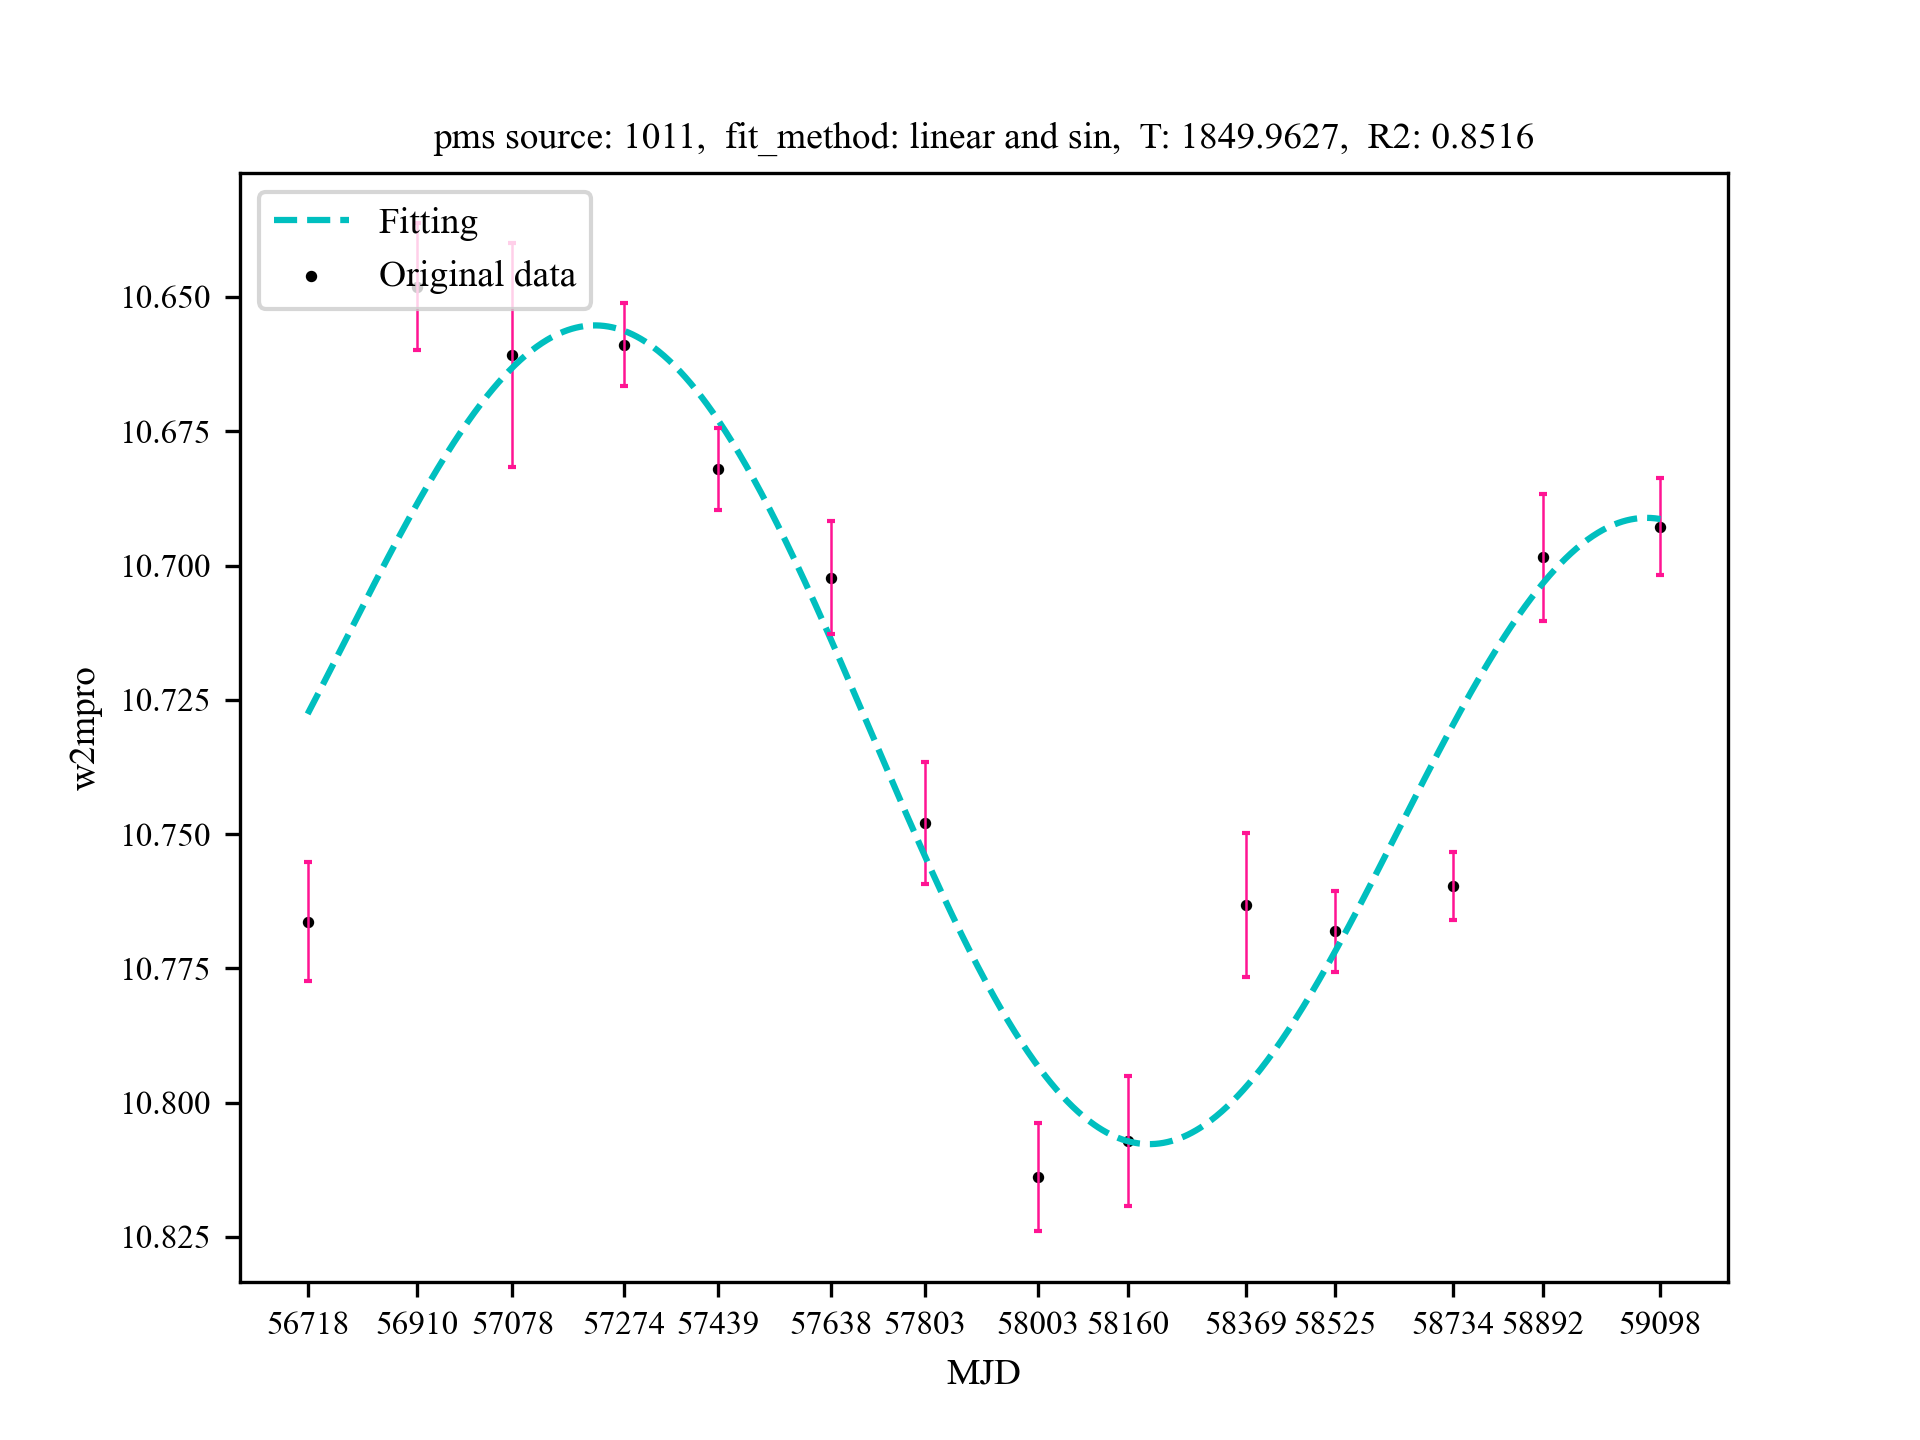 pms source: 1011,  fit_method: linear and sin,  T: 1849.9627,  R2: 0.8516
Fitting
Original data
10.650
10.675
10.700
10.725
10.750
10.775
10.800
10.825
w2mpro
56718 56910 57078 57274 57439 57638 57803 58003 58160 58369 58525 58734 58892 59098
MJD